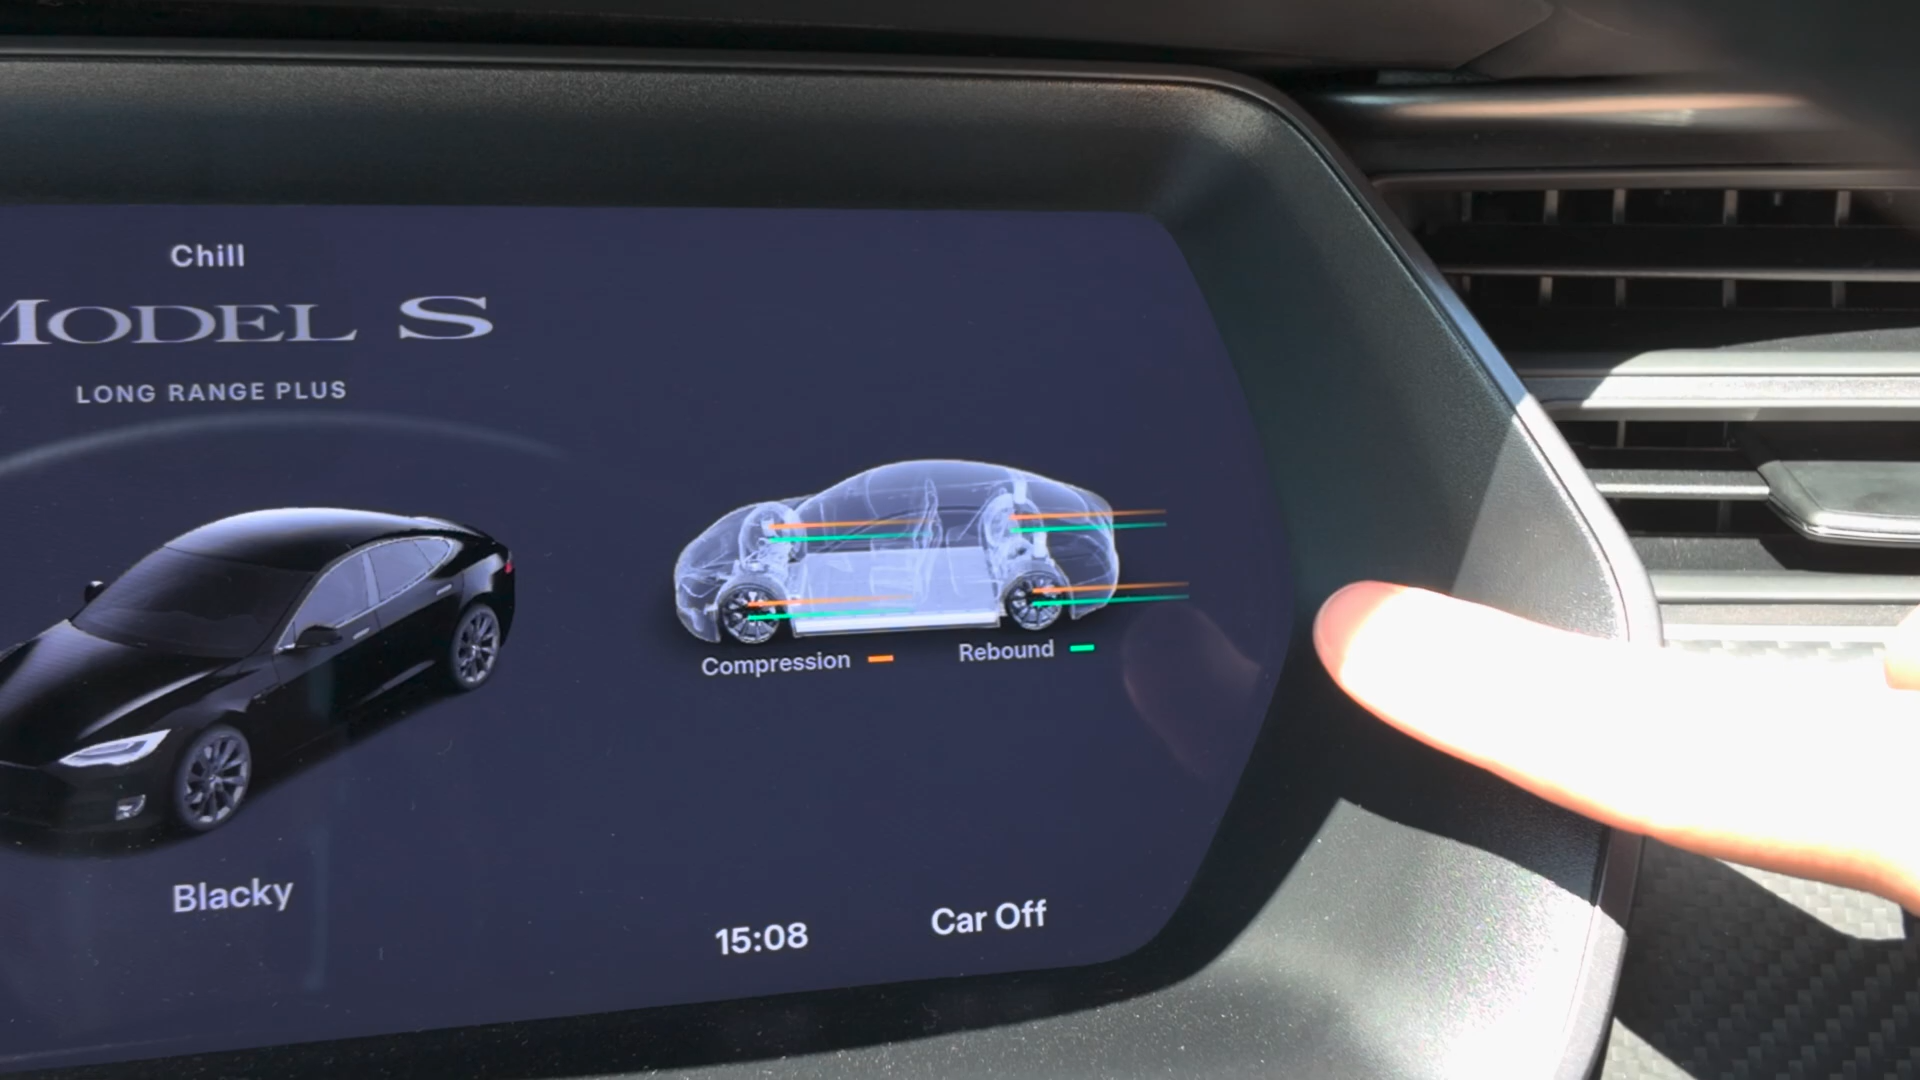 Chill
MODEL S
LONG RANGE PLUS
Compression
Rebound
Blacky
15:08
Car Off